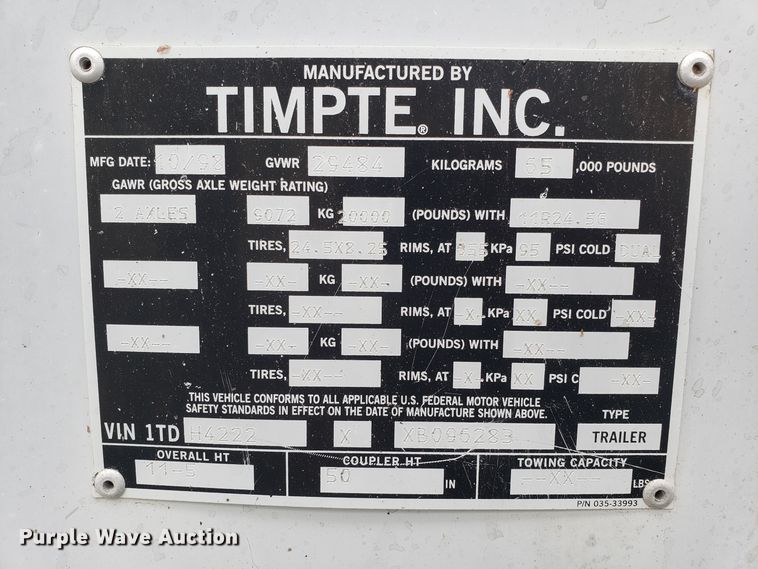 MANUFACTURED BY
TIMPTE® INC.
MFG DATE: 10/98 GVWR 29484 KILOGRAMS 65 ,000 POUNDS
GAWR (GROSS AXLE WEIGHT RATING)
2 AXLES 9072 KG 20000 (POUNDS) WITH 11R24.5G
TIRES, 24.5X8.25 RIMS, AT 655 KPa 95 PSI COLD DUAL
-XX-- -XX- KG -XX-- (POUNDS) WITH -XX--
TIRES, -XX-- RIMS, AT -X- KPa XX PSI COLD -XX-
-XX-- -XX- KG -XX-- (POUNDS) WITH -XX--
TIRES, -XX-- RIMS, AT -X- KPa XX PSI C -XX-
THIS VEHICLE CONFORMS TO ALL APPLICABLE U.S. FEDERAL MOTOR VEHICLE
SAFETY STANDARDS IN EFFECT ON THE DATE OF MANUFACTURE SHOWN ABOVE.
TYPE
VIN 1TD H4222 X XB095283 TRAILER
OVERALL HT COUPLER HT TOWING CAPACITY
11-5 50 IN --XX-- LBS
P/N 035-33993
Purple Wave Auction